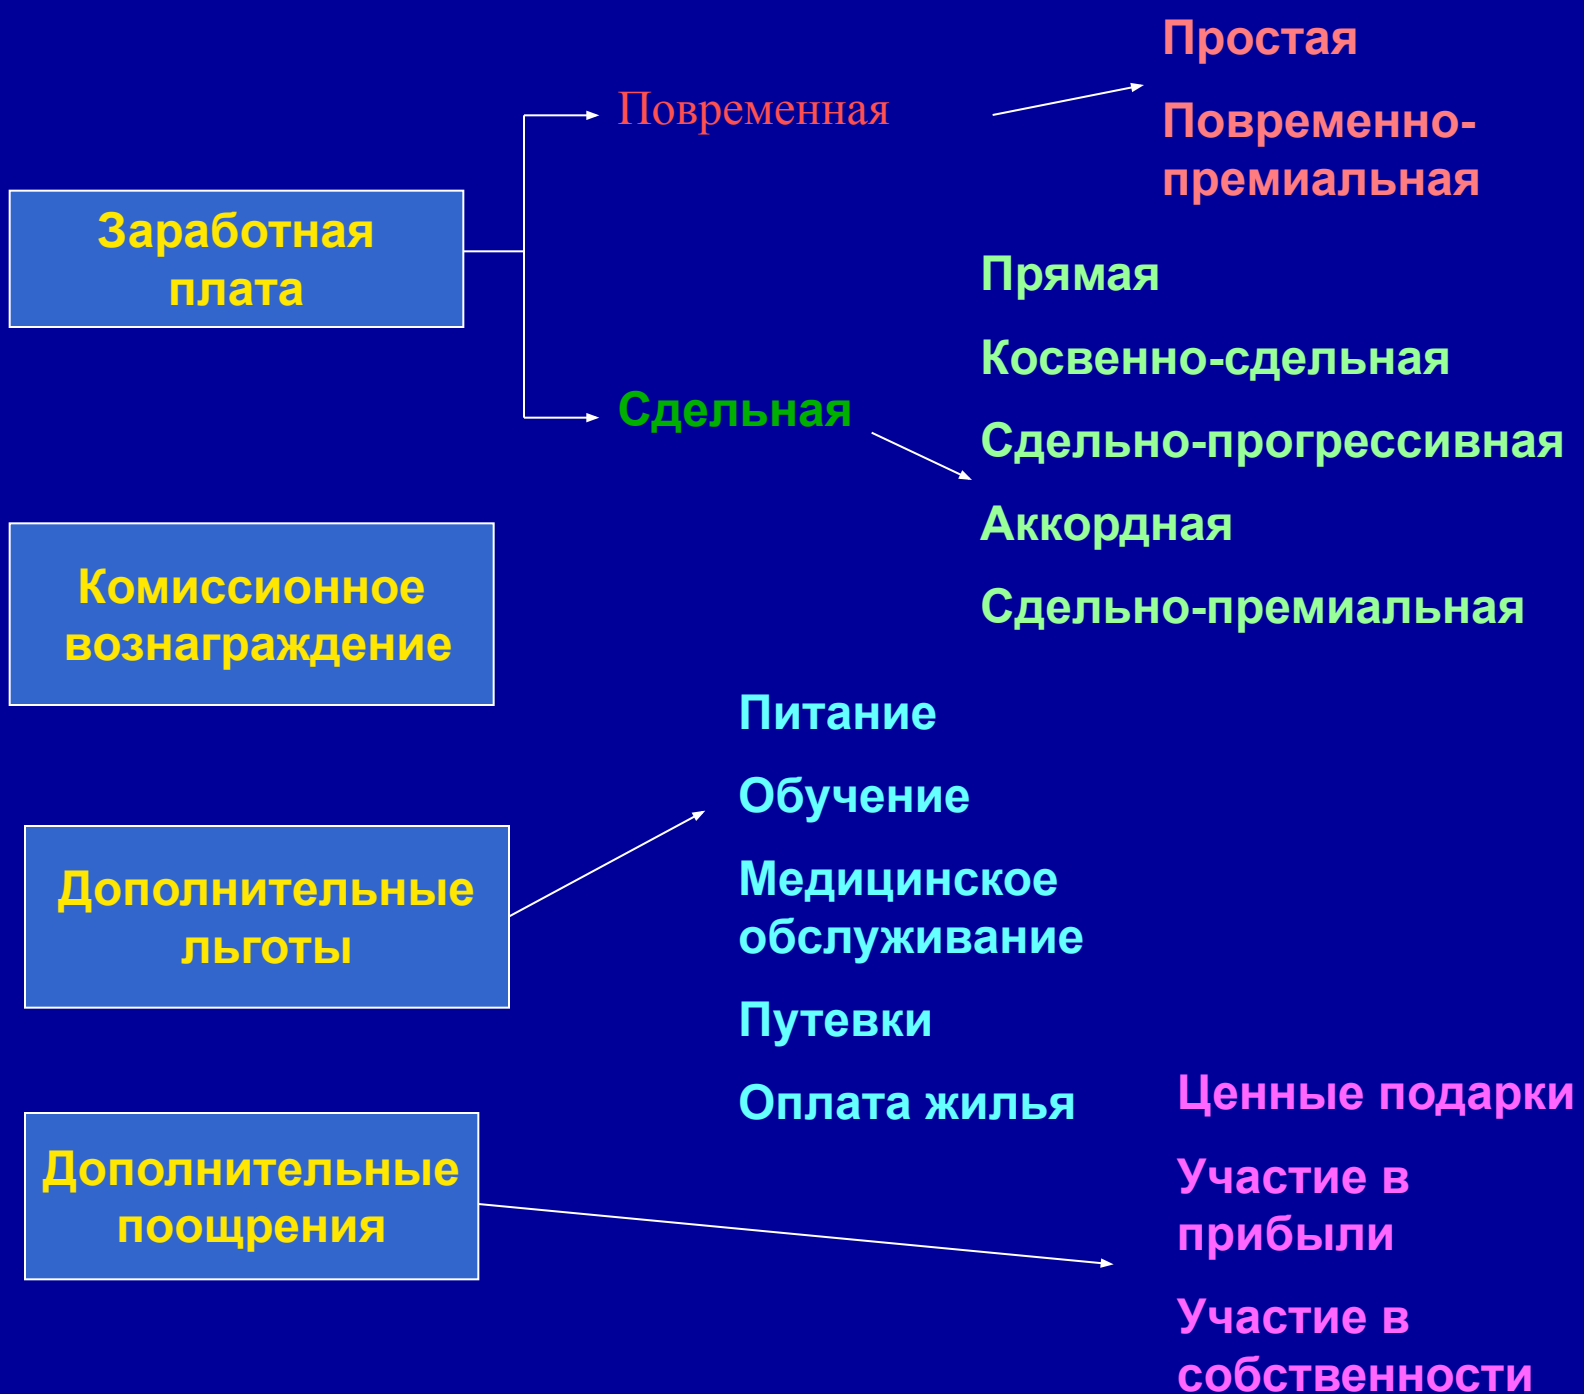 Заработная
плата
Повременная
Простая
Повременно-
премиальная
Сдельная
Прямая
Косвенно-сдельная
Сдельно-прогрессивная
Аккордная
Сдельно-премиальная
Комиссионное
вознаграждение
Дополнительные
льготы
Питание
Обучение
Медицинское
обслуживание
Путевки
Оплата жилья
Дополнительные
поощрения
Ценные подарки
Участие в
прибыли
Участие в
собственности